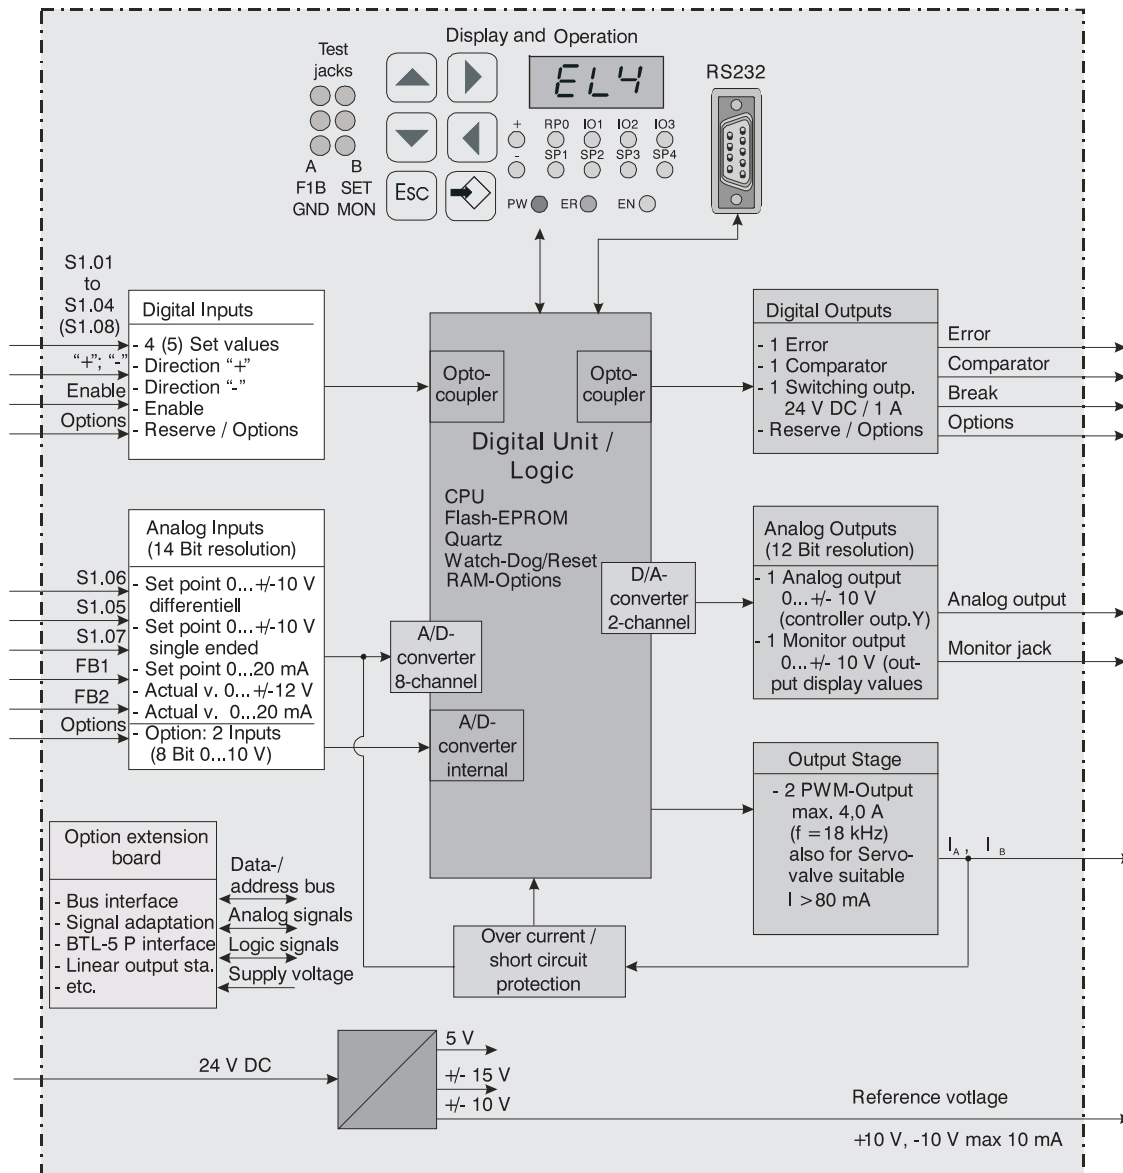 Display and Operation
Test
jacks
EL4
RS232
+ RP0 IO1 IO2 IO3
- SP1 SP2 SP3 SP4
A B
F1B SET
GND MON
Esc
PW ER EN
S1.01
to
S1.04
(S1.08)
"+"; "-"
Enable
Options
Digital Inputs
- 4 (5) Set values
- Direction "+"
- Direction "-"
- Enable
- Reserve / Options
Opto-
coupler
Opto-
coupler
Digital Unit /
Logic
CPU
Flash-EPROM
Quartz
Watch-Dog/Reset
RAM-Options
Digital Outputs
- 1 Error
- 1 Comparator
- 1 Switching outp.
24 V DC / 1 A
- Reserve / Options
Error
Comparator
Break
Options
S1.06
S1.05
S1.07
FB1
FB2
Options
Analog Inputs
(14 Bit resolution)
- Set point 0...+/-10 V
differentiell
- Set point 0...+/-10 V
single ended
- Set point 0...20 mA
- Actual v. 0...+/-12 V
- Actual v. 0...20 mA
- Option: 2 Inputs
(8 Bit 0...10 V)
A/D-
converter
8-channel
A/D-
converter
internal
D/A-
converter
2-channel
Analog Outputs
(12 Bit resolution)
- 1 Analog output
0...+/- 10 V
(controller outp.Y)
- 1 Monitor output
0...+/- 10 V (out-
put display values
Analog output
Monitor jack
Output Stage
- 2 PWM-Output
max. 4,0 A
(f = 18 kHz)
also for Servo-
valve suitable
I > 80 mA
IA , IB
Option extension
board
- Bus interface
- Signal adaptation
- BTL-5 P interface
- Linear output sta.
- etc.
Data-/
address bus
Analog signals
Logic signals
Supply voltage
Over current /
short circuit
protection
24 V DC
5 V
+/- 15 V
+/- 10 V
Reference votlage
+10 V, -10 V max 10 mA